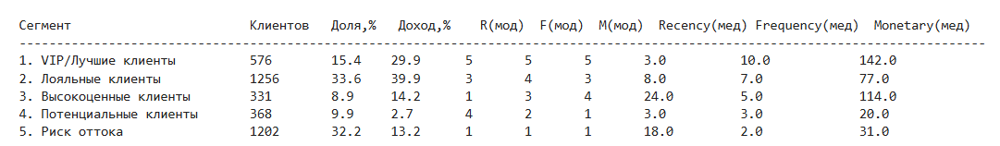 Сегмент Клиентов Доля,% Доход,% R(мод) F(мод) M(мод) Recency(мед) Frequency(мед) Monetary(мед)
--------------------------------------------------------------------------------------------------------------------------------
1. VIP/Лучшие клиенты 576 15.4 29.9 5 5 5 3.0 10.0 142.0
2. Лояльные клиенты 1256 33.6 39.9 3 4 3 8.0 7.0 77.0
3. Высокоценные клиенты 331 8.9 14.2 1 3 4 24.0 5.0 114.0
4. Потенциальные клиенты 368 9.9 2.7 4 2 1 3.0 3.0 20.0
5. Риск оттока 1202 32.2 13.2 1 1 1 18.0 2.0 31.0